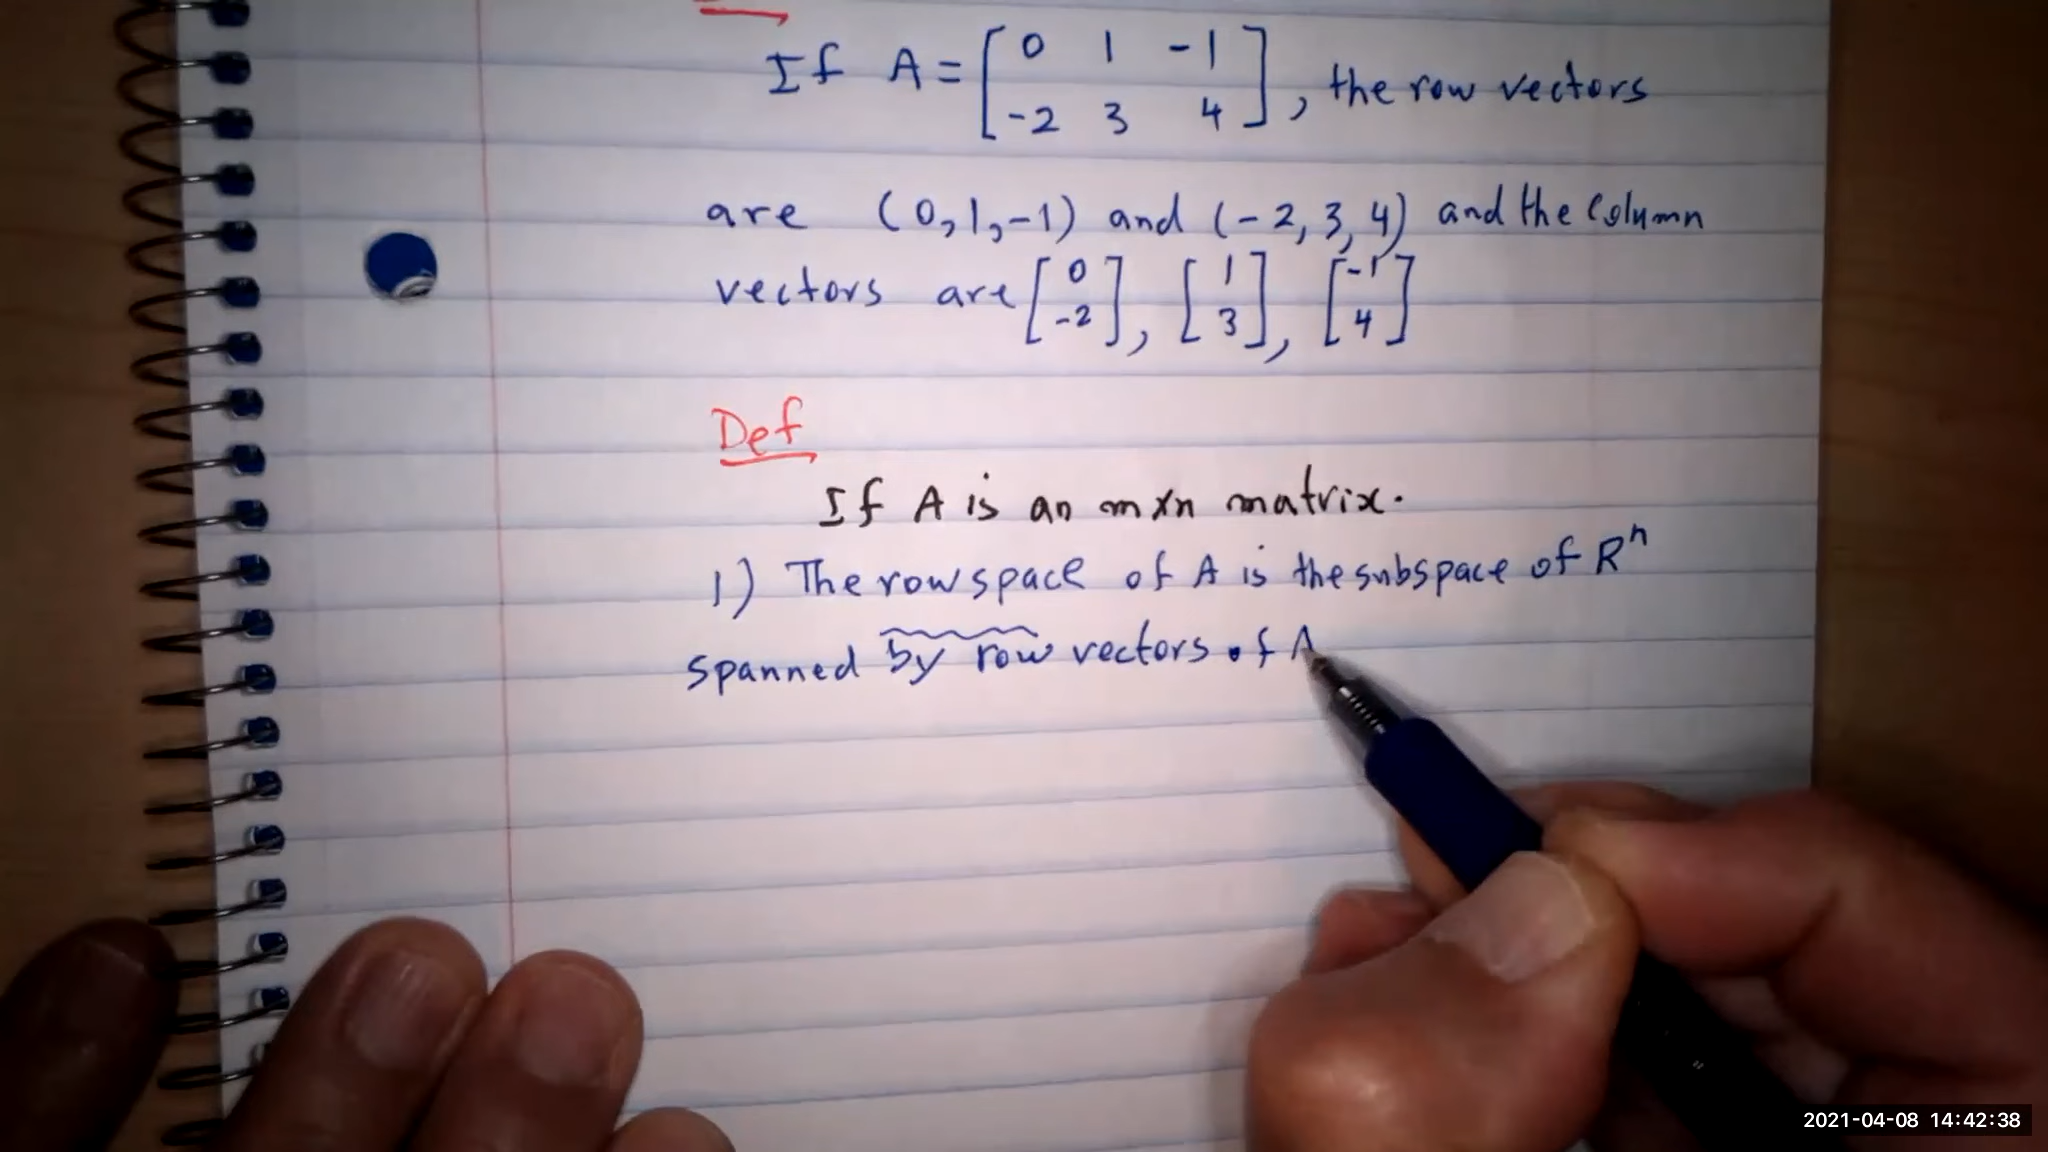 If A = [ 0 1 -1 ; -2 3 4 ], the row vectors
are (0,1,-1) and (-2,3,4) and the column
vectors are [ 0 ; -2 ], [ 1 ; 3 ], [ -1 ; 4 ]
Def
If A is an m×n matrix.
1) The row space of A is the subspace of Rⁿ
spanned by row vectors of A
2021-04-08 14:42:38